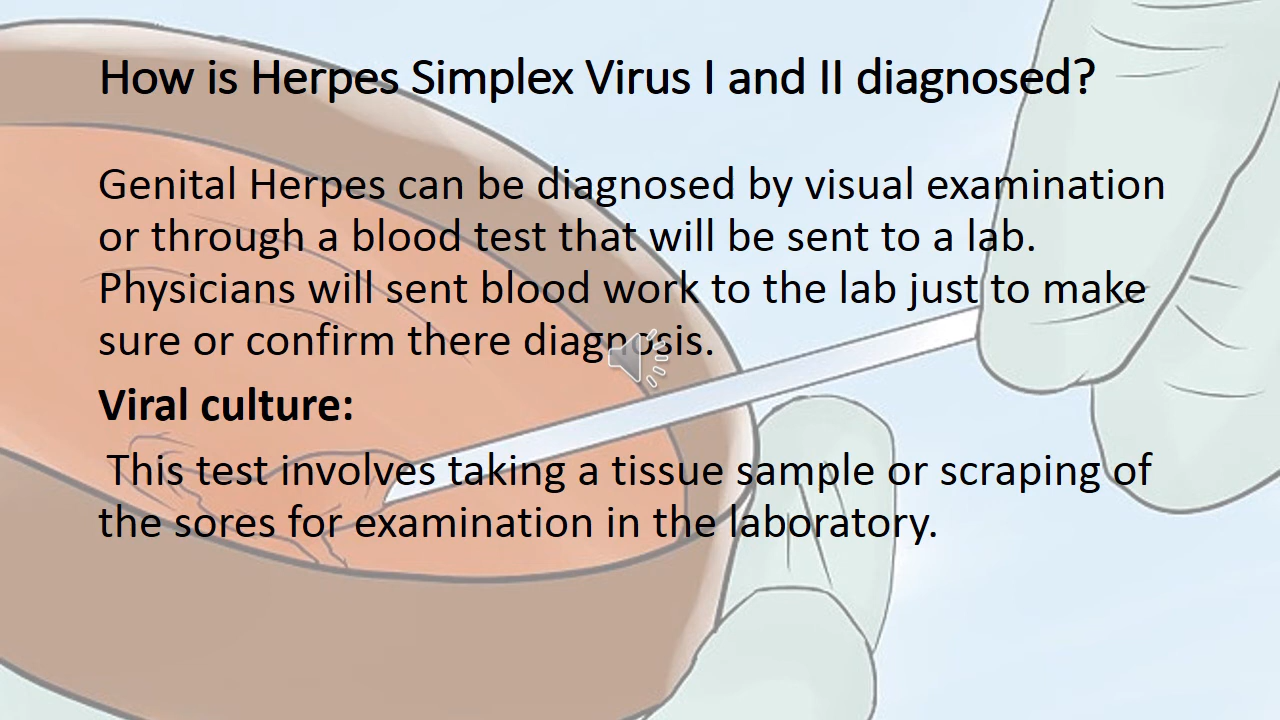 How is Herpes Simplex Virus I and II diagnosed?
Genital Herpes can be diagnosed by visual examination
or through a blood test that will be sent to a lab.
Physicians will sent blood work to the lab just to make
sure or confirm there diagnosis.
Viral culture:
This test involves taking a tissue sample or scraping of
the sores for examination in the laboratory.